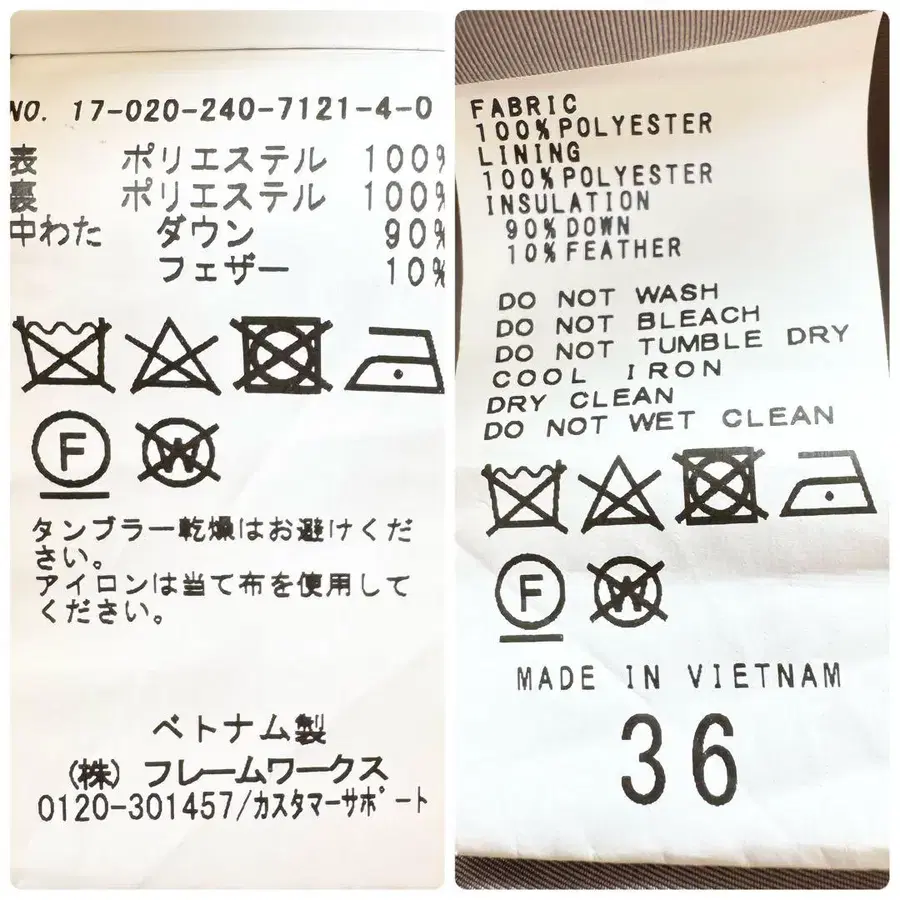 NO. 17-020-240-7121-4-0
表 ポリエステル 100%
裏 ポリエステル 100%
中わた ダウン 90%
フェザー 10%
F
W
タンブラー乾燥はお避けくだ
さい。
アイロンは当て布を使用して
ください。
ベトナム製
(株) フレームワークス
0120-301457/カスタマーサポート
FABRIC
100%POLYESTER
LINING
100%POLYESTER
INSULATION
90%DOWN
10%FEATHER
DO NOT WASH
DO NOT BLEACH
DO NOT TUMBLE DRY
COOL IRON
DRY CLEAN
DO NOT WET CLEAN
F
W
MADE IN VIETNAM
36